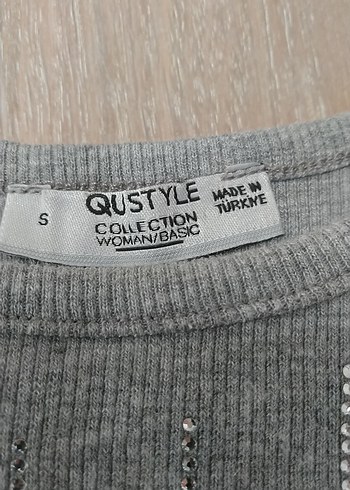 S
QUSTYLE
COLLECTION
WOMAN/BASIC
MADE IN
TÜRKİYE